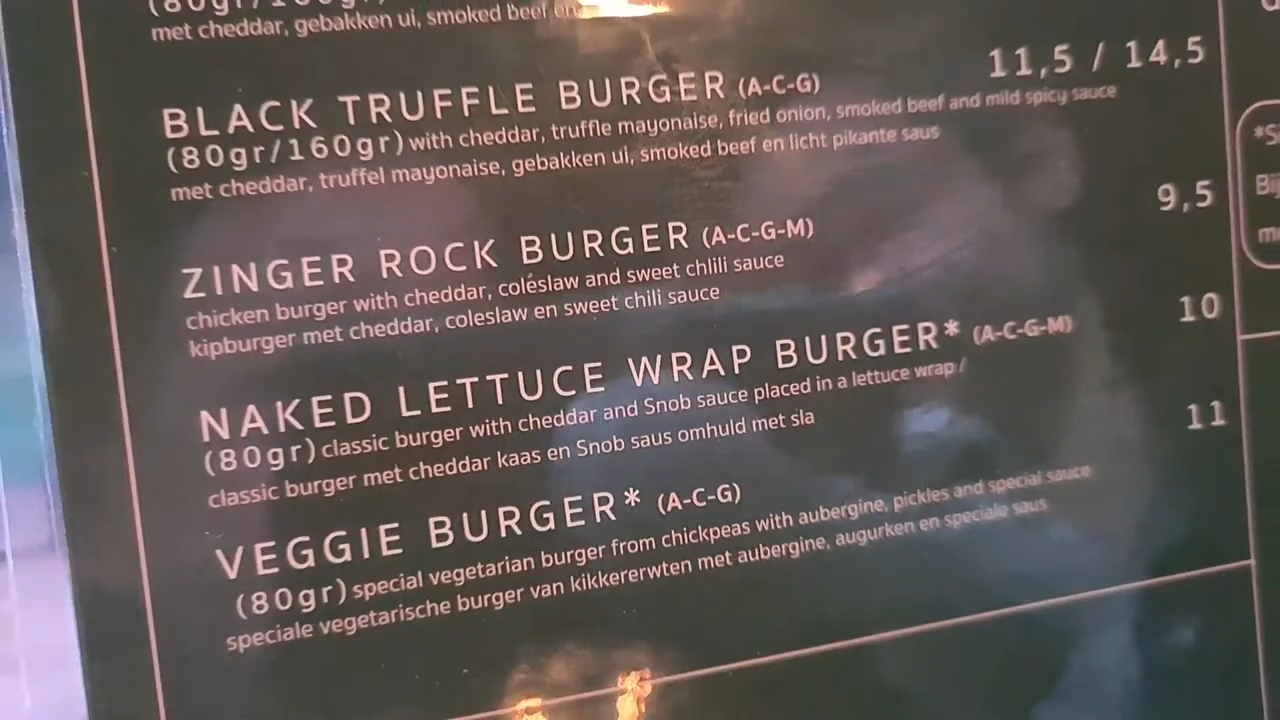 met cheddar, gebakken ui, smoked beef en
11,5 / 14,5
BLACK TRUFFLE BURGER (A-C-G)
(80gr/160gr) with cheddar, truffle mayonaise, fried onion, smoked beef and mild spicy sauce
met cheddar, truffel mayonaise, gebakken ui, smoked beef en licht pikante saus
9,5
ZINGER ROCK BURGER (A-C-G-M)
chicken burger with cheddar, coleslaw and sweet chlili sauce
kipburger met cheddar, coleslaw en sweet chili sauce
10
NAKED LETTUCE WRAP BURGER* (A-C-G-M)
(80gr) classic burger with cheddar and Snob sauce placed in a lettuce wrap /
classic burger met cheddar kaas en Snob saus omhuld met sla
11
VEGGIE BURGER* (A-C-G)
(80gr) special vegetarian burger from chickpeas with aubergine, pickles and special sauce
speciale vegetarische burger van kikkererwten met aubergine, augurken en speciale saus